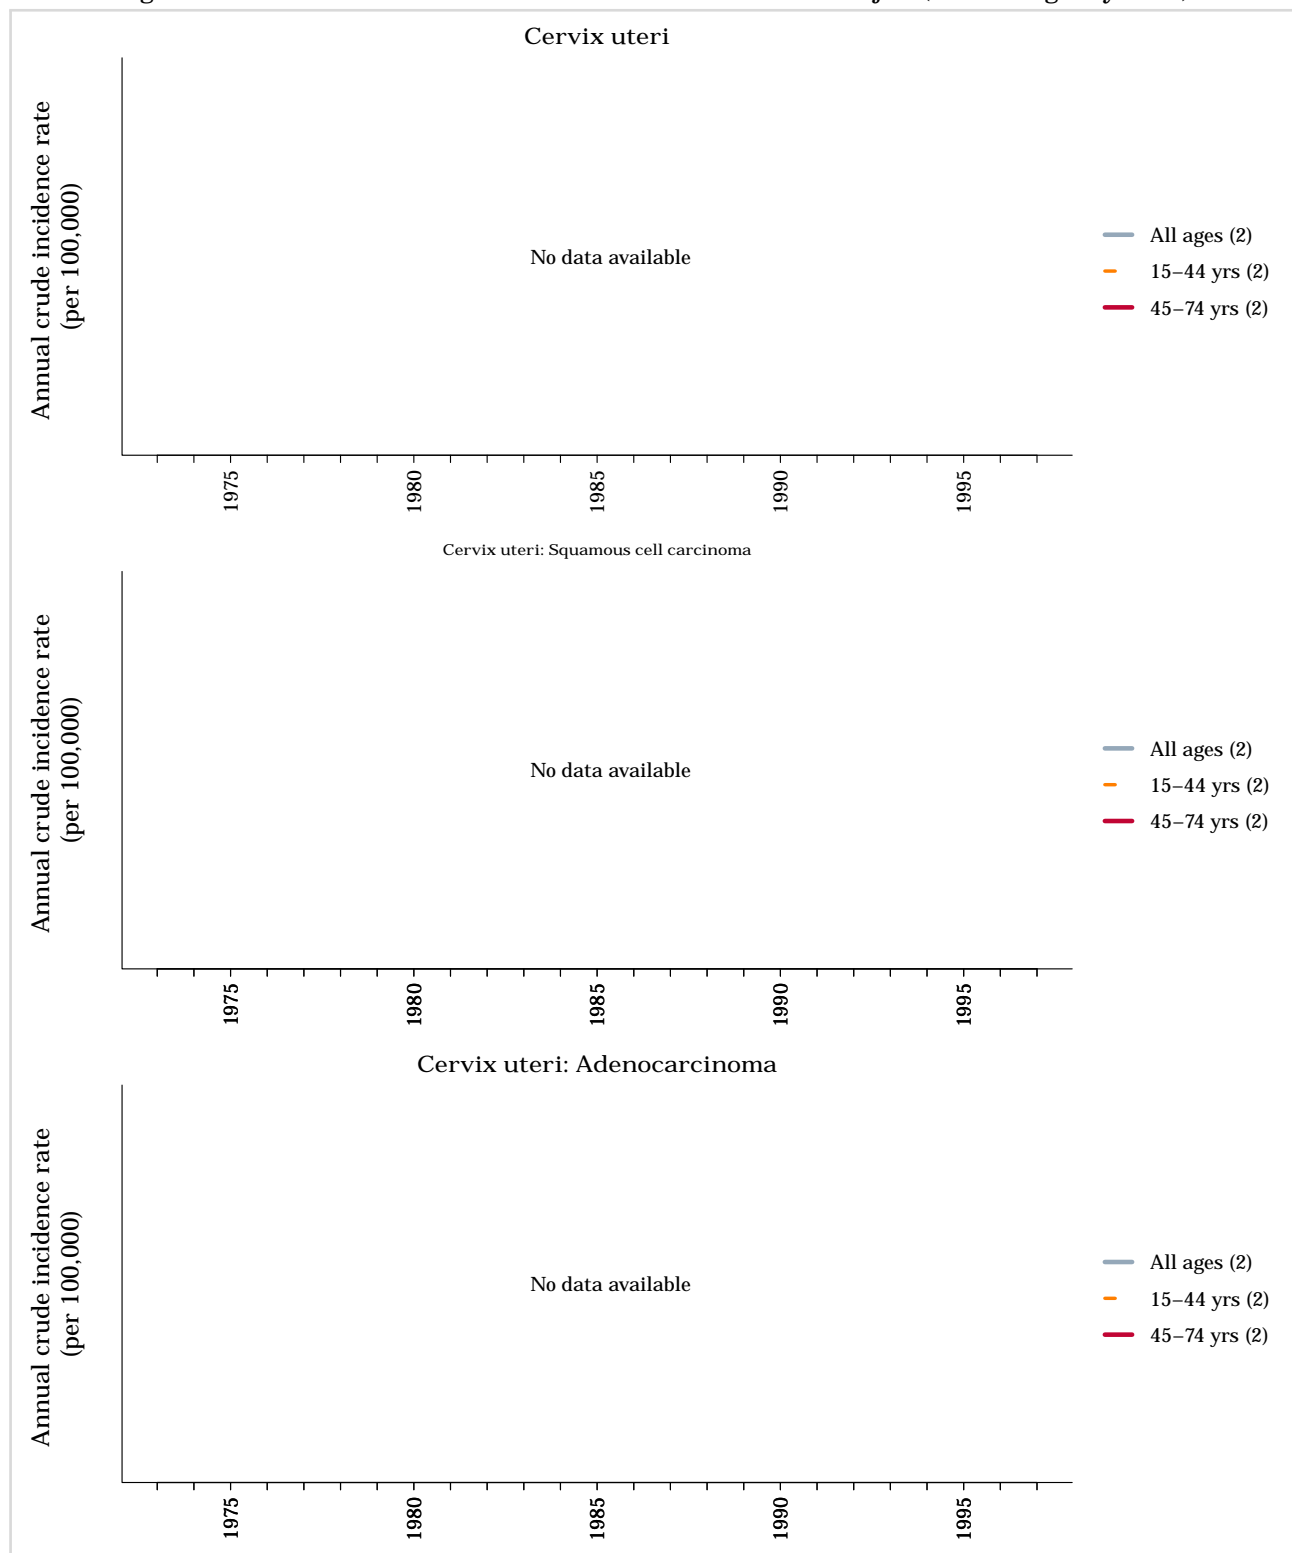 Cervix uteri
Annual crude incidence rate
(per 100,000)
No data available
All ages (2)
15–44 yrs (2)
45–74 yrs (2)
1975
1980
1985
1990
1995
Cervix uteri: Squamous cell carcinoma
Annual crude incidence rate
(per 100,000)
No data available
All ages (2)
15–44 yrs (2)
45–74 yrs (2)
1975
1980
1985
1990
1995
Cervix uteri: Adenocarcinoma
Annual crude incidence rate
(per 100,000)
No data available
All ages (2)
15–44 yrs (2)
45–74 yrs (2)
1975
1980
1985
1990
1995